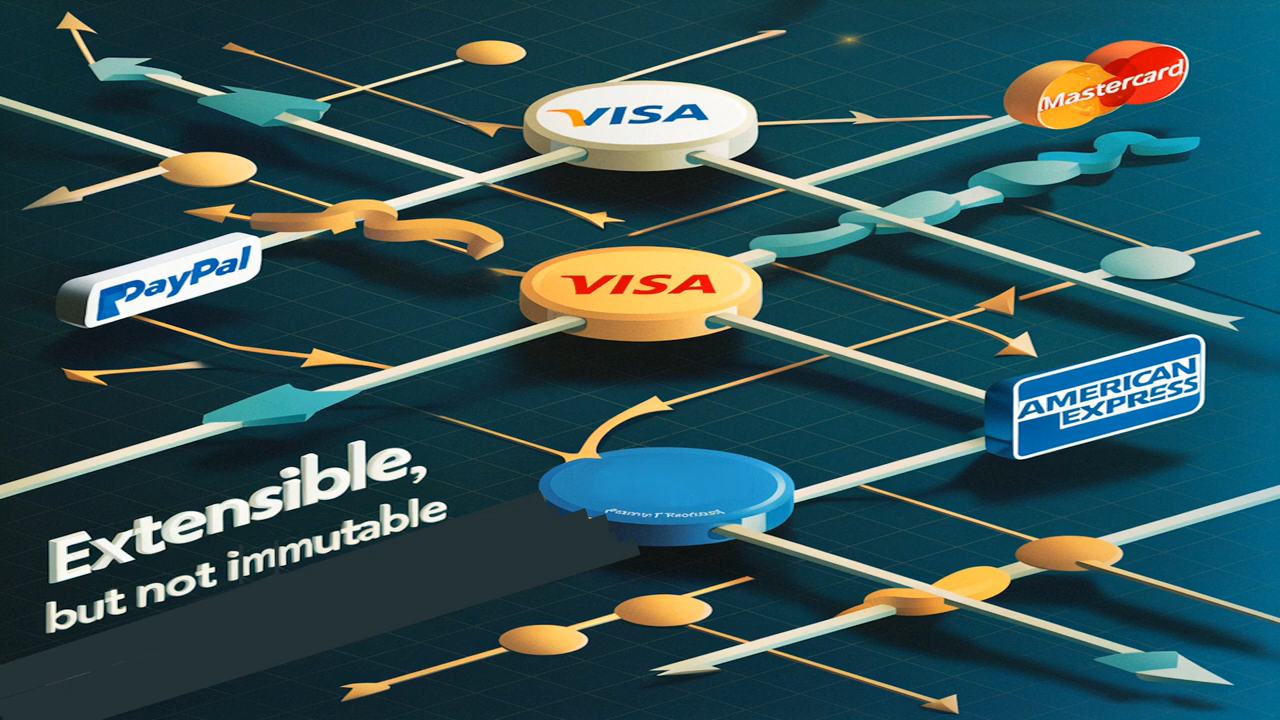 VISA
Mastercard
PayPal
VISA
AMERICAN
EXPRESS
Extensible,
but not immutable